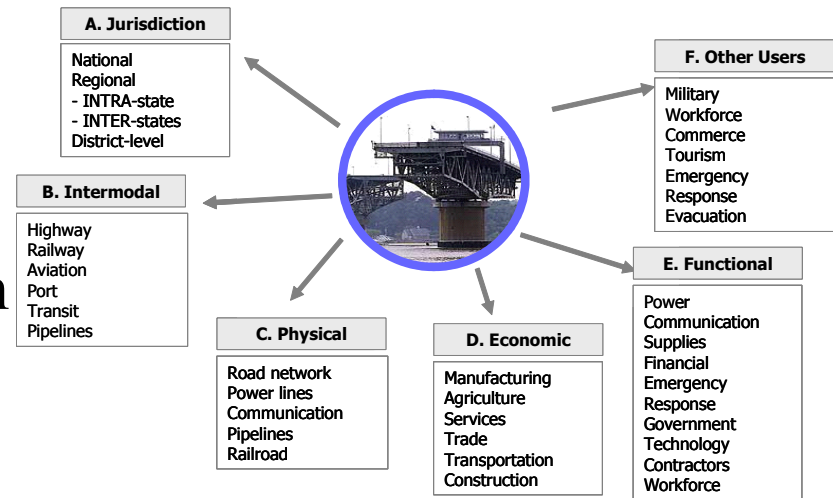 A. Jurisdiction
National
Regional
- INTRA-state
- INTER-states
District-level
B. Intermodal
Highway
Railway
Aviation
Port
Transit
Pipelines
C. Physical
Road network
Power lines
Communication
Pipelines
Railroad
D. Economic
Manufacturing
Agriculture
Services
Trade
Transportation
Construction
E. Functional
Power
Communication
Supplies
Financial
Emergency
Response
Government
Technology
Contractors
Workforce
F. Other Users
Military
Workforce
Commerce
Tourism
Emergency
Response
Evacuation